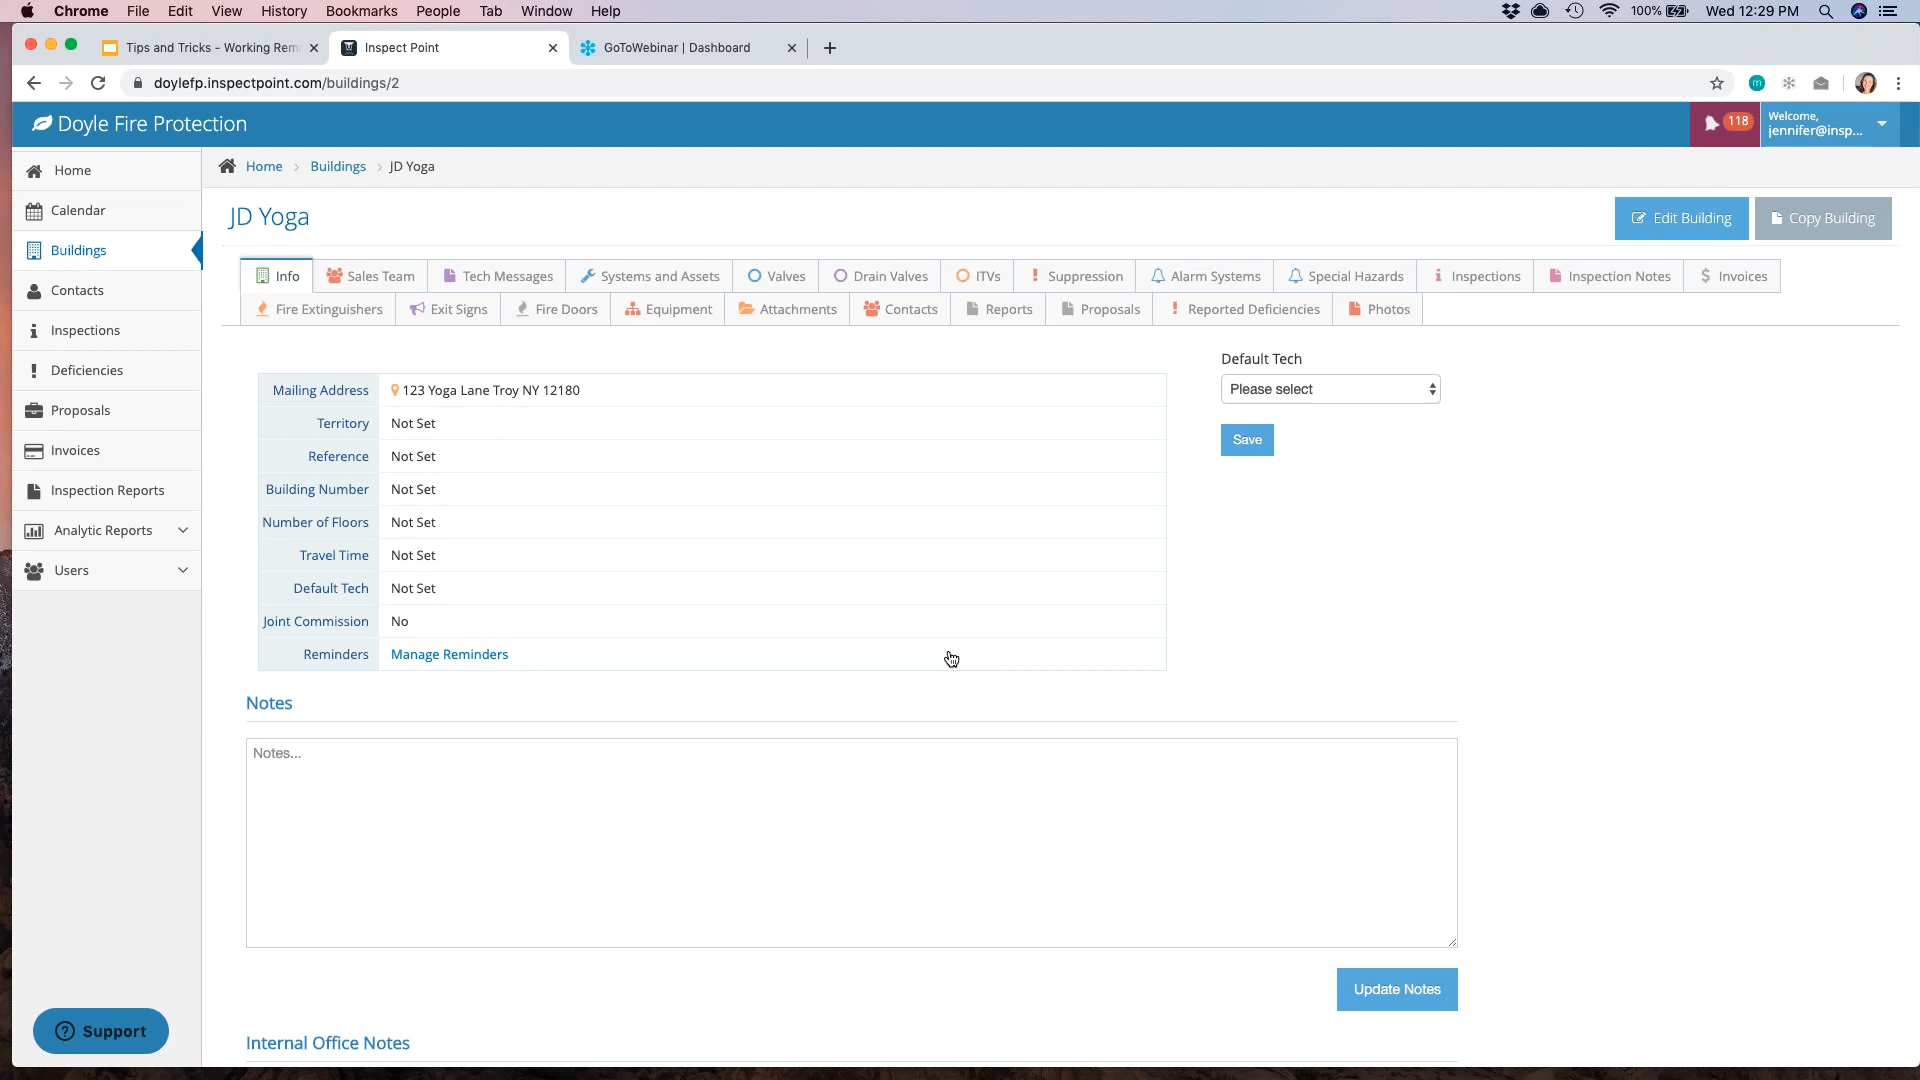 Chrome File Edit View History Bookmarks People Tab Window Help 100% Wed 12:29 PM
Tips and Tricks - Working Rem Inspect Point GoToWebinar | Dashboard
doylefp.inspectpoint.com/buildings/2
Doyle Fire Protection
118
Welcome,
jennifer@insp...
Home
Calendar
Buildings
Contacts
Inspections
Deficiencies
Proposals
Invoices
Inspection Reports
Analytic Reports
Users
Support
Home > Buildings > JD Yoga
JD Yoga
Edit Building Copy Building
Info Sales Team Tech Messages Systems and Assets Valves Drain Valves ITVs Suppression Alarm Systems Special Hazards Inspections Inspection Notes Invoices
Fire Extinguishers Exit Signs Fire Doors Equipment Attachments Contacts Reports Proposals Reported Deficiencies Photos
Mailing Address 123 Yoga Lane Troy NY 12180
Territory Not Set
Reference Not Set
Building Number Not Set
Number of Floors Not Set
Travel Time Not Set
Default Tech Not Set
Joint Commission No
Reminders Manage Reminders
Default Tech
Please select
Save
Notes
Notes...
Update Notes
Internal Office Notes